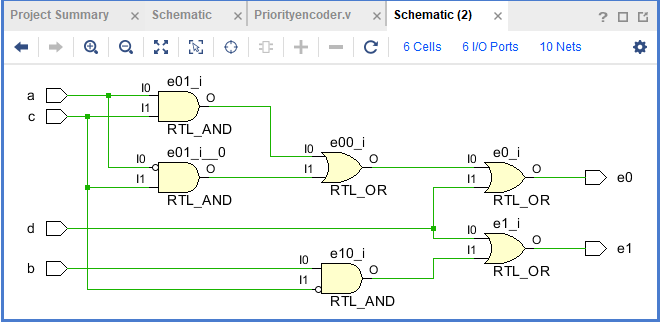 Project Summary × Schematic × Priorityencoder.v × Schematic (2) × ?
6 Cells 6 I/O Ports 10 Nets
a
c
I0
I1
e01_i
O
RTL_AND
I0
I1
e01_i__0
O
RTL_AND
I0
I1
e00_i
O
RTL_OR
I0
I1
e0_i
O
RTL_OR
e0
d
b
I0
I1
e10_i
O
RTL_AND
I0
I1
e1_i
O
RTL_OR
e1